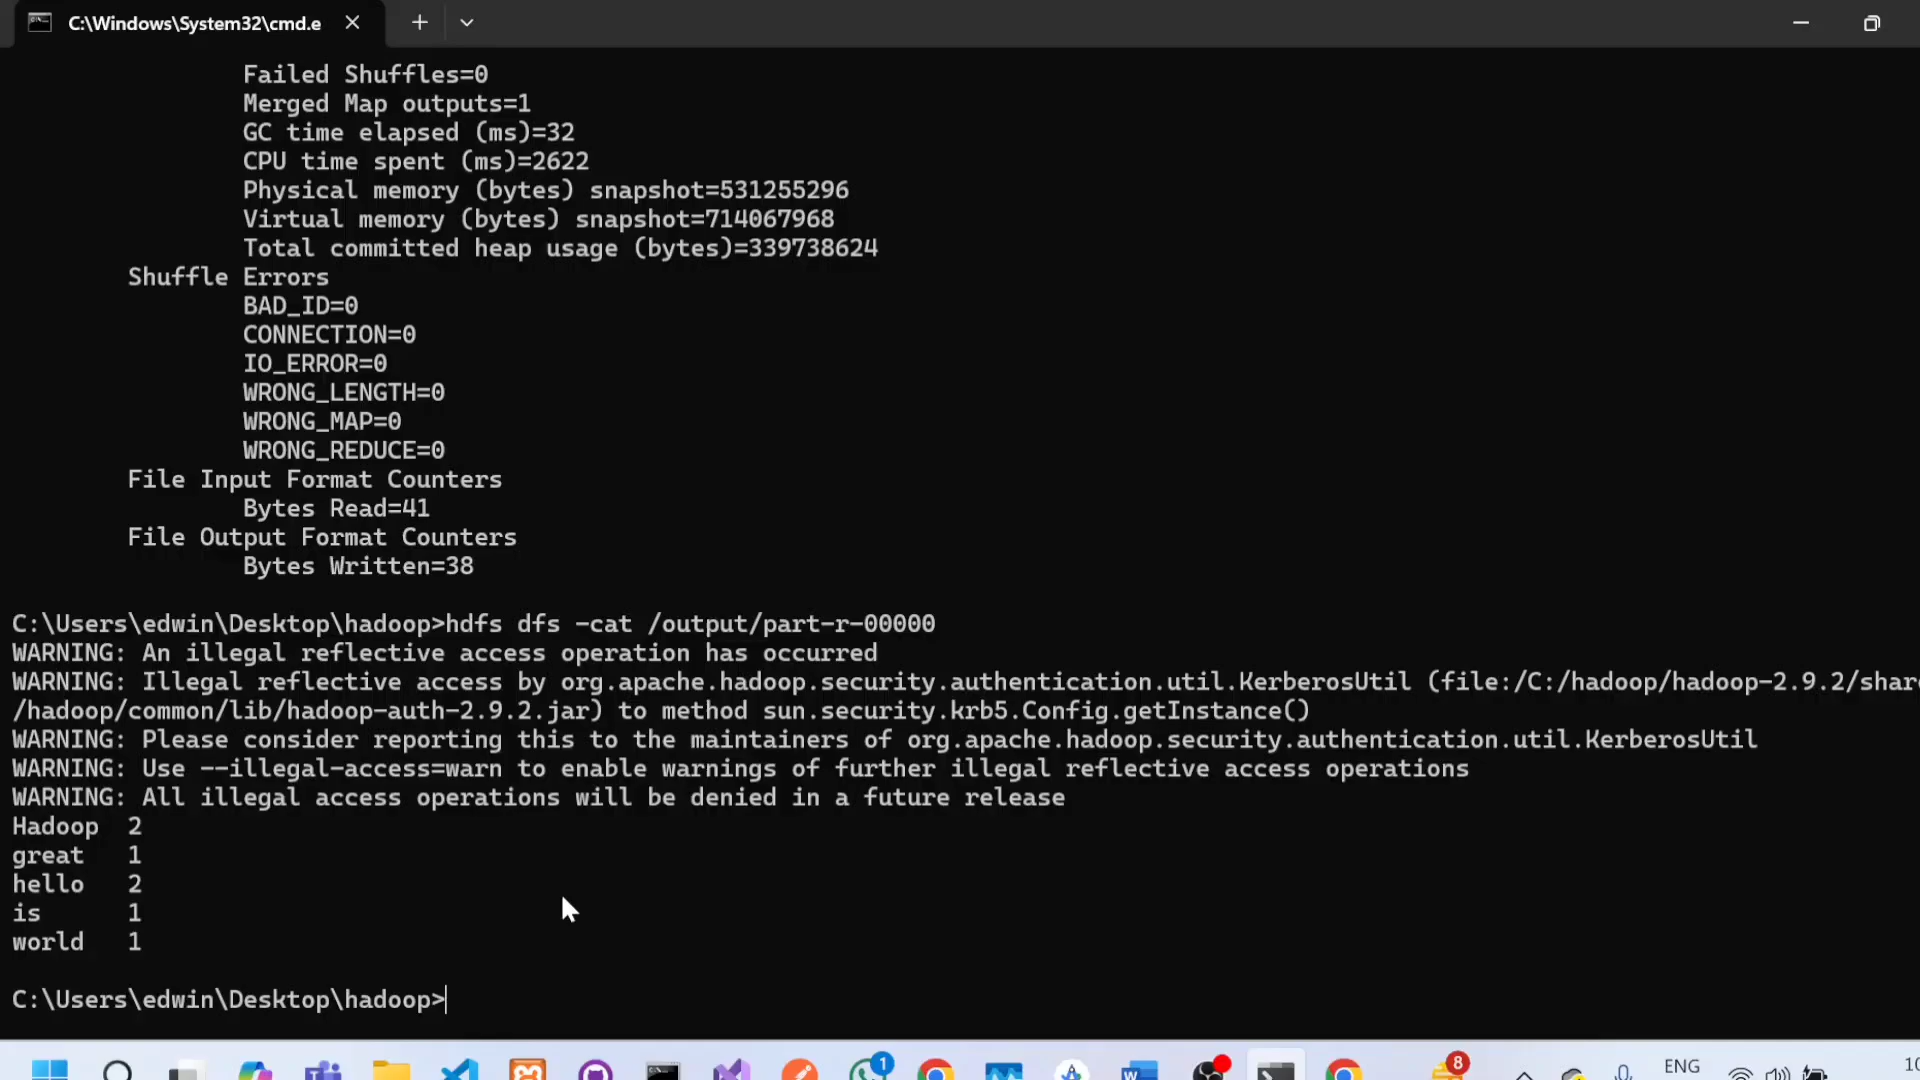 C:\Windows\System32\cmd.e
Failed Shuffles=0
Merged Map outputs=1
GC time elapsed (ms)=32
CPU time spent (ms)=2622
Physical memory (bytes) snapshot=531255296
Virtual memory (bytes) snapshot=714067968
Total committed heap usage (bytes)=339738624
Shuffle Errors
BAD_ID=0
CONNECTION=0
IO_ERROR=0
WRONG_LENGTH=0
WRONG_MAP=0
WRONG_REDUCE=0
File Input Format Counters
Bytes Read=41
File Output Format Counters
Bytes Written=38
C:\Users\edwin\Desktop\hadoop>hdfs dfs -cat /output/part-r-00000
WARNING: An illegal reflective access operation has occurred
WARNING: Illegal reflective access by org.apache.hadoop.security.authentication.util.KerberosUtil (file:/C:/hadoop/hadoop-2.9.2/share
/hadoop/common/lib/hadoop-auth-2.9.2.jar) to method sun.security.krb5.Config.getInstance()
WARNING: Please consider reporting this to the maintainers of org.apache.hadoop.security.authentication.util.KerberosUtil
WARNING: Use --illegal-access=warn to enable warnings of further illegal reflective access operations
WARNING: All illegal access operations will be denied in a future release
Hadoop 2
great 1
hello 2
is 1
world 1
C:\Users\edwin\Desktop\hadoop>
1
8
ENG
10